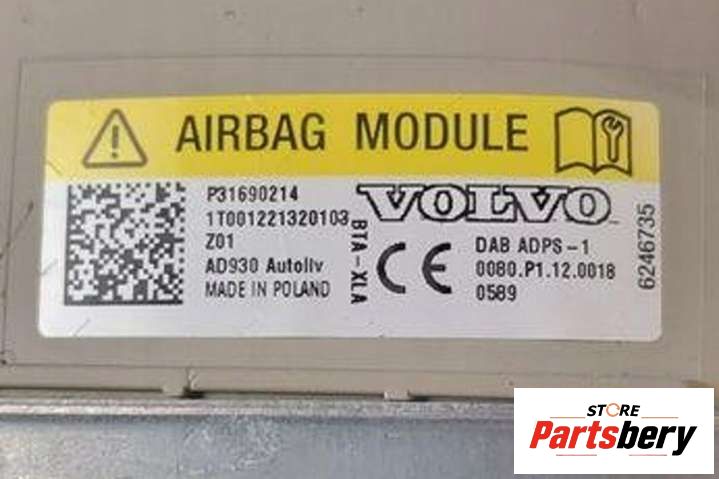 AIRBAG MODULE
P31690214
1T001221320103
Z01
AD930 Autoliv
MADE IN POLAND
BTA-XLA
VOLVO
CE
DAB ADPS-1
0080.P1.12.0018
0589
6246735
STORE
Partsbery